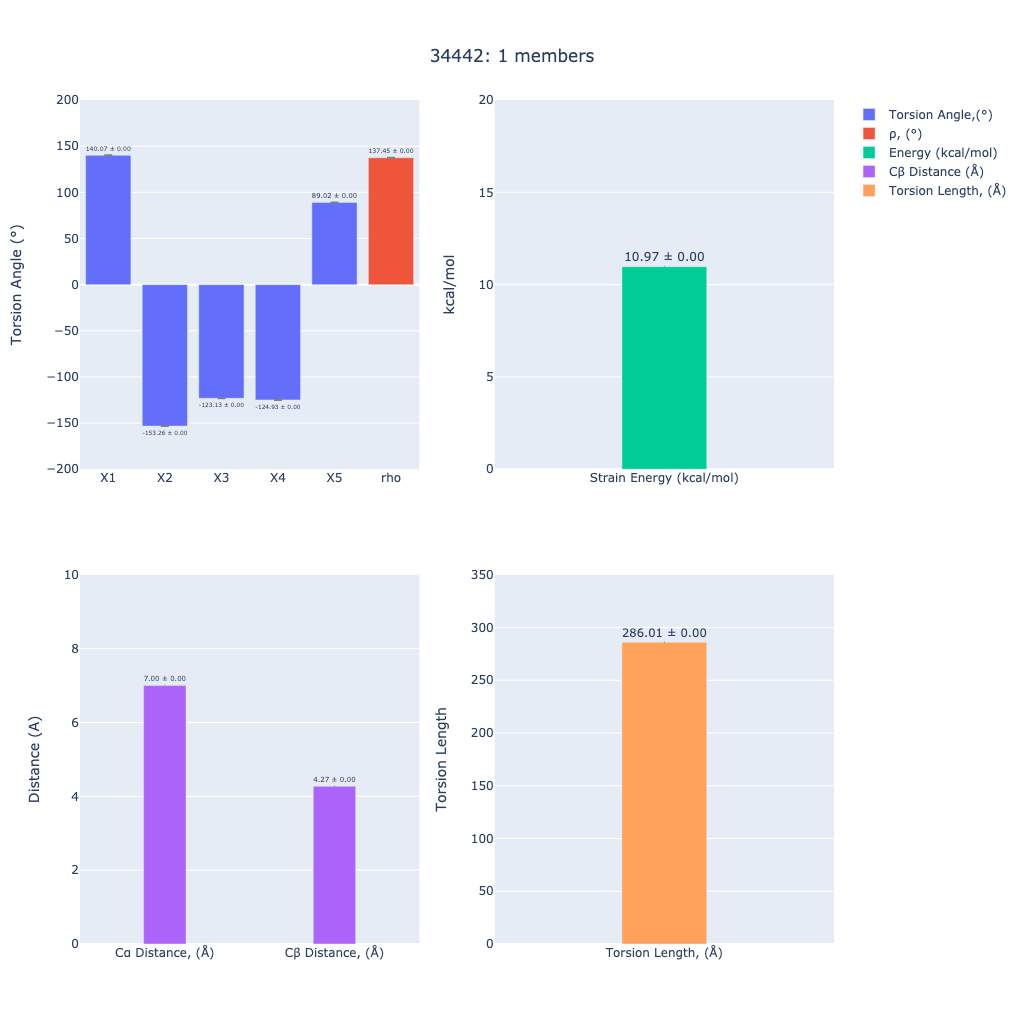 34442: 1 members
Torsion Angle (°)
200
150
100
50
0
−50
−100
−150
−200
140.07 ± 0.00
-153.26 ± 0.00
-123.13 ± 0.00
-124.93 ± 0.00
89.02 ± 0.00
137.45 ± 0.00
X1 X2 X3 X4 X5 rho
kcal/mol
20
15
10
5
0
10.97 ± 0.00
Strain Energy (kcal/mol)
Torsion Angle,(°)
ρ, (°)
Energy (kcal/mol)
Cβ Distance (Å)
Torsion Length, (Å)
Distance (A)
10
8
6
4
2
0
7.00 ± 0.00
4.27 ± 0.00
Cα Distance, (Å) Cβ Distance, (Å)
Torsion Length
350
300
250
200
150
100
50
0
286.01 ± 0.00
Torsion Length, (Å)